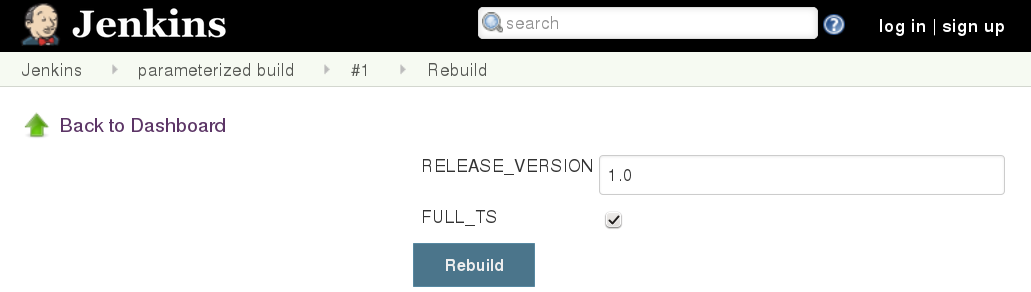 Jenkins search ? log in | sign up
Jenkins parameterized build #1 Rebuild
Back to Dashboard
RELEASE_VERSION 1.0
FULL_TS
Rebuild